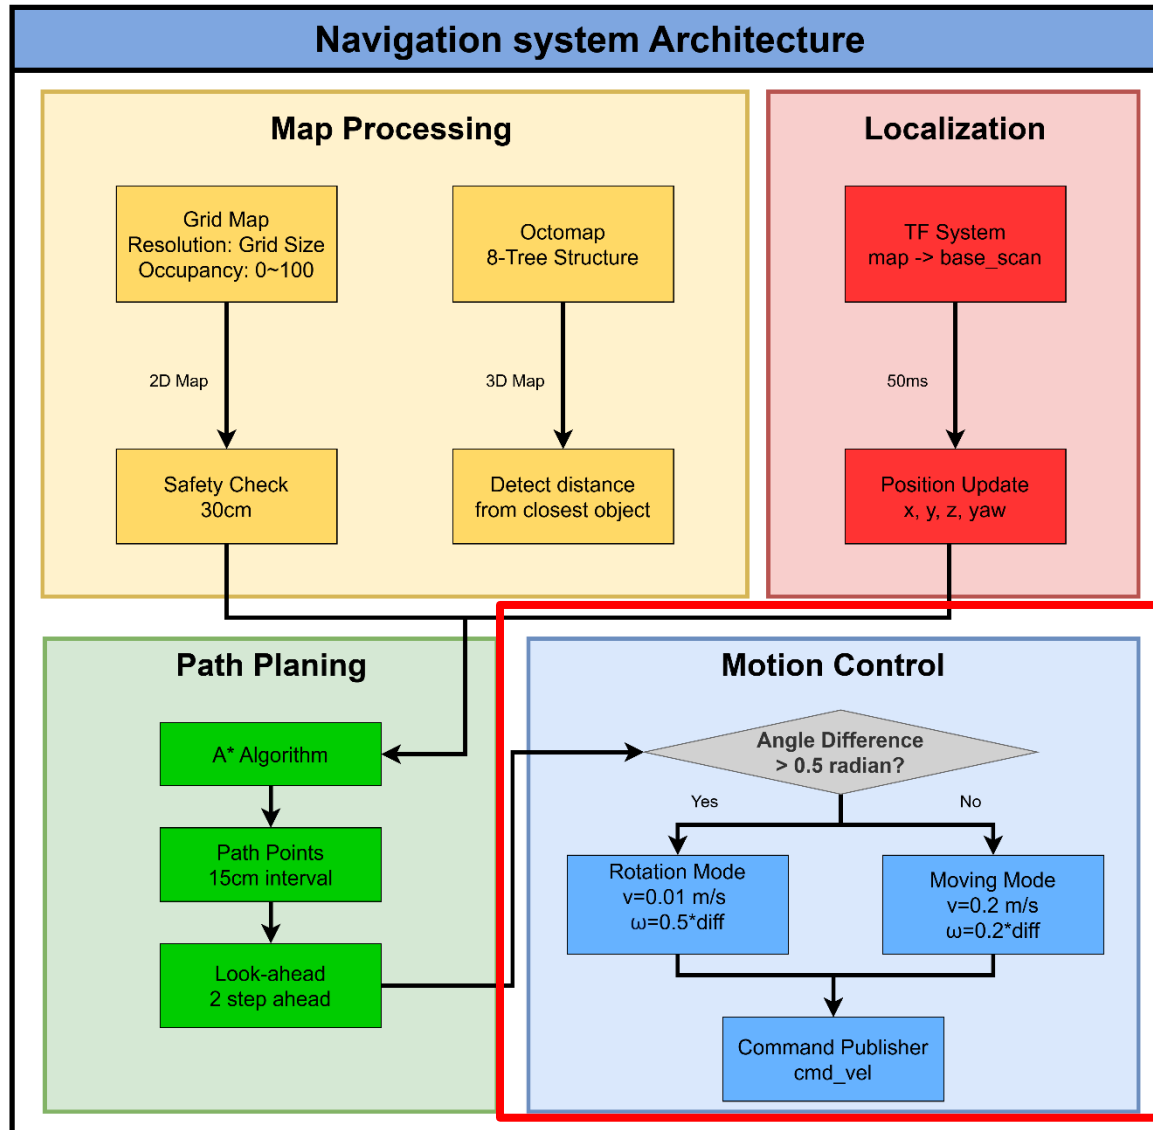 Navigation system Architecture
Map Processing
Grid Map
Resolution: Grid Size
Occupancy: 0~100
Octomap
8-Tree Structure
2D Map
3D Map
Safety Check
30cm
Detect distance
from closest object
Localization
TF System
map -> base_scan
50ms
Position Update
x, y, z, yaw
Path Planing
A* Algorithm
Path Points
15cm interval
Look-ahead
2 step ahead
Motion Control
Angle Difference
> 0.5 radian?
Yes
No
Rotation Mode
v=0.01 m/s
ω=0.5*diff
Moving Mode
v=0.2 m/s
ω=0.2*diff
Command Publisher
cmd_vel